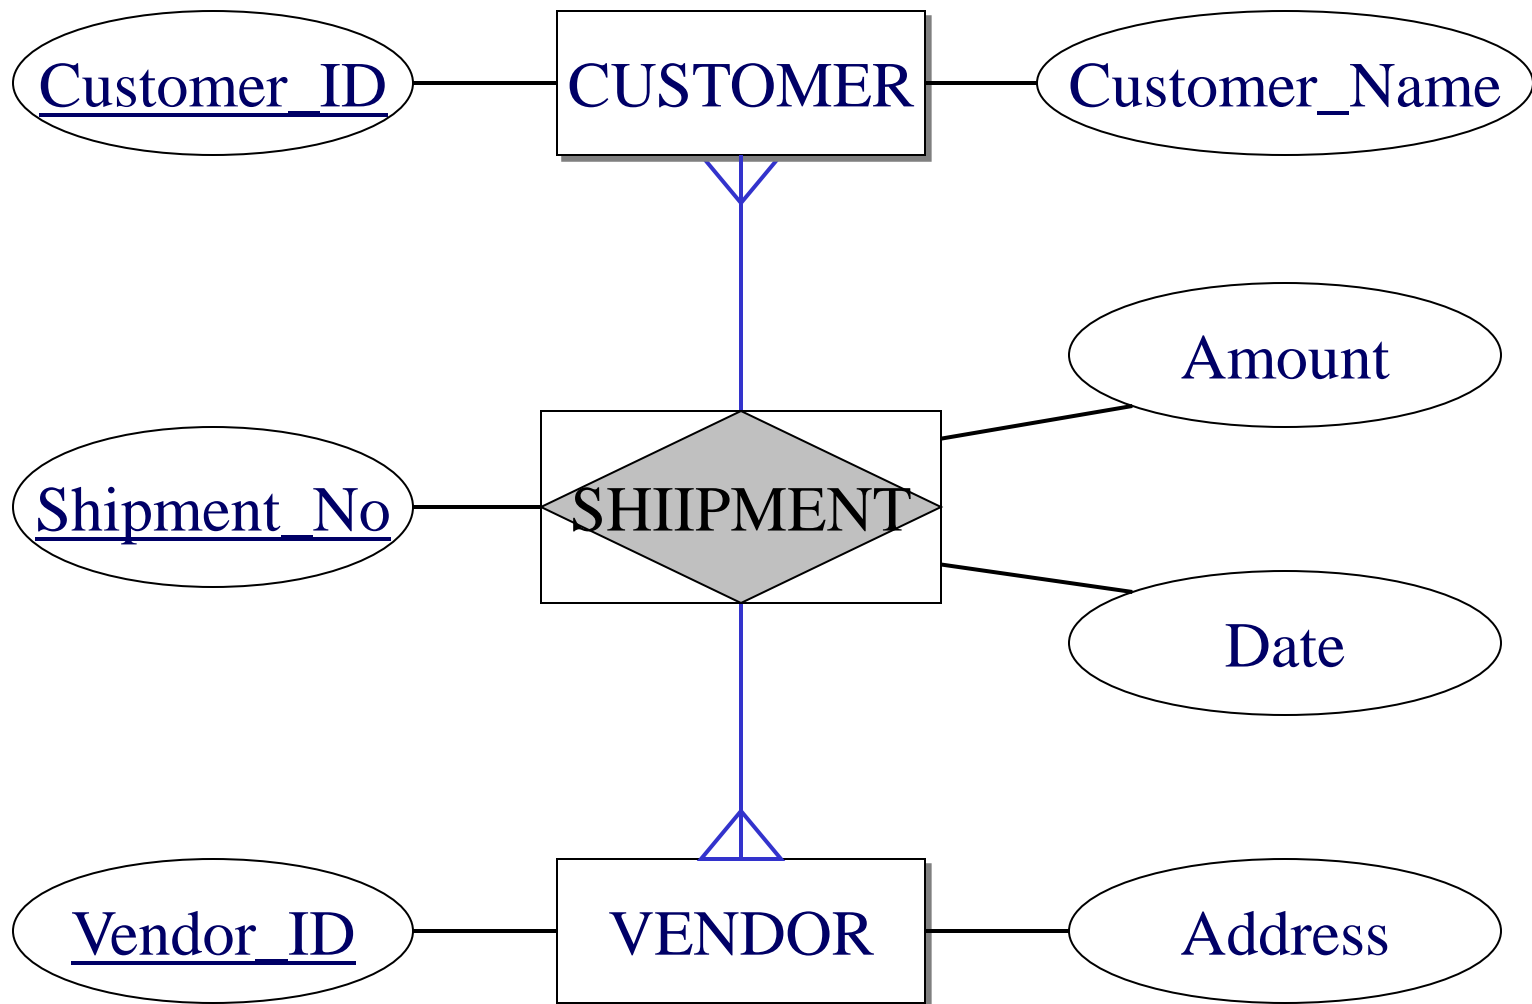 Customer_ID
CUSTOMER
Customer_Name
Amount
Shipment_No
SHIIPMENT
Date
Vendor_ID
VENDOR
Address